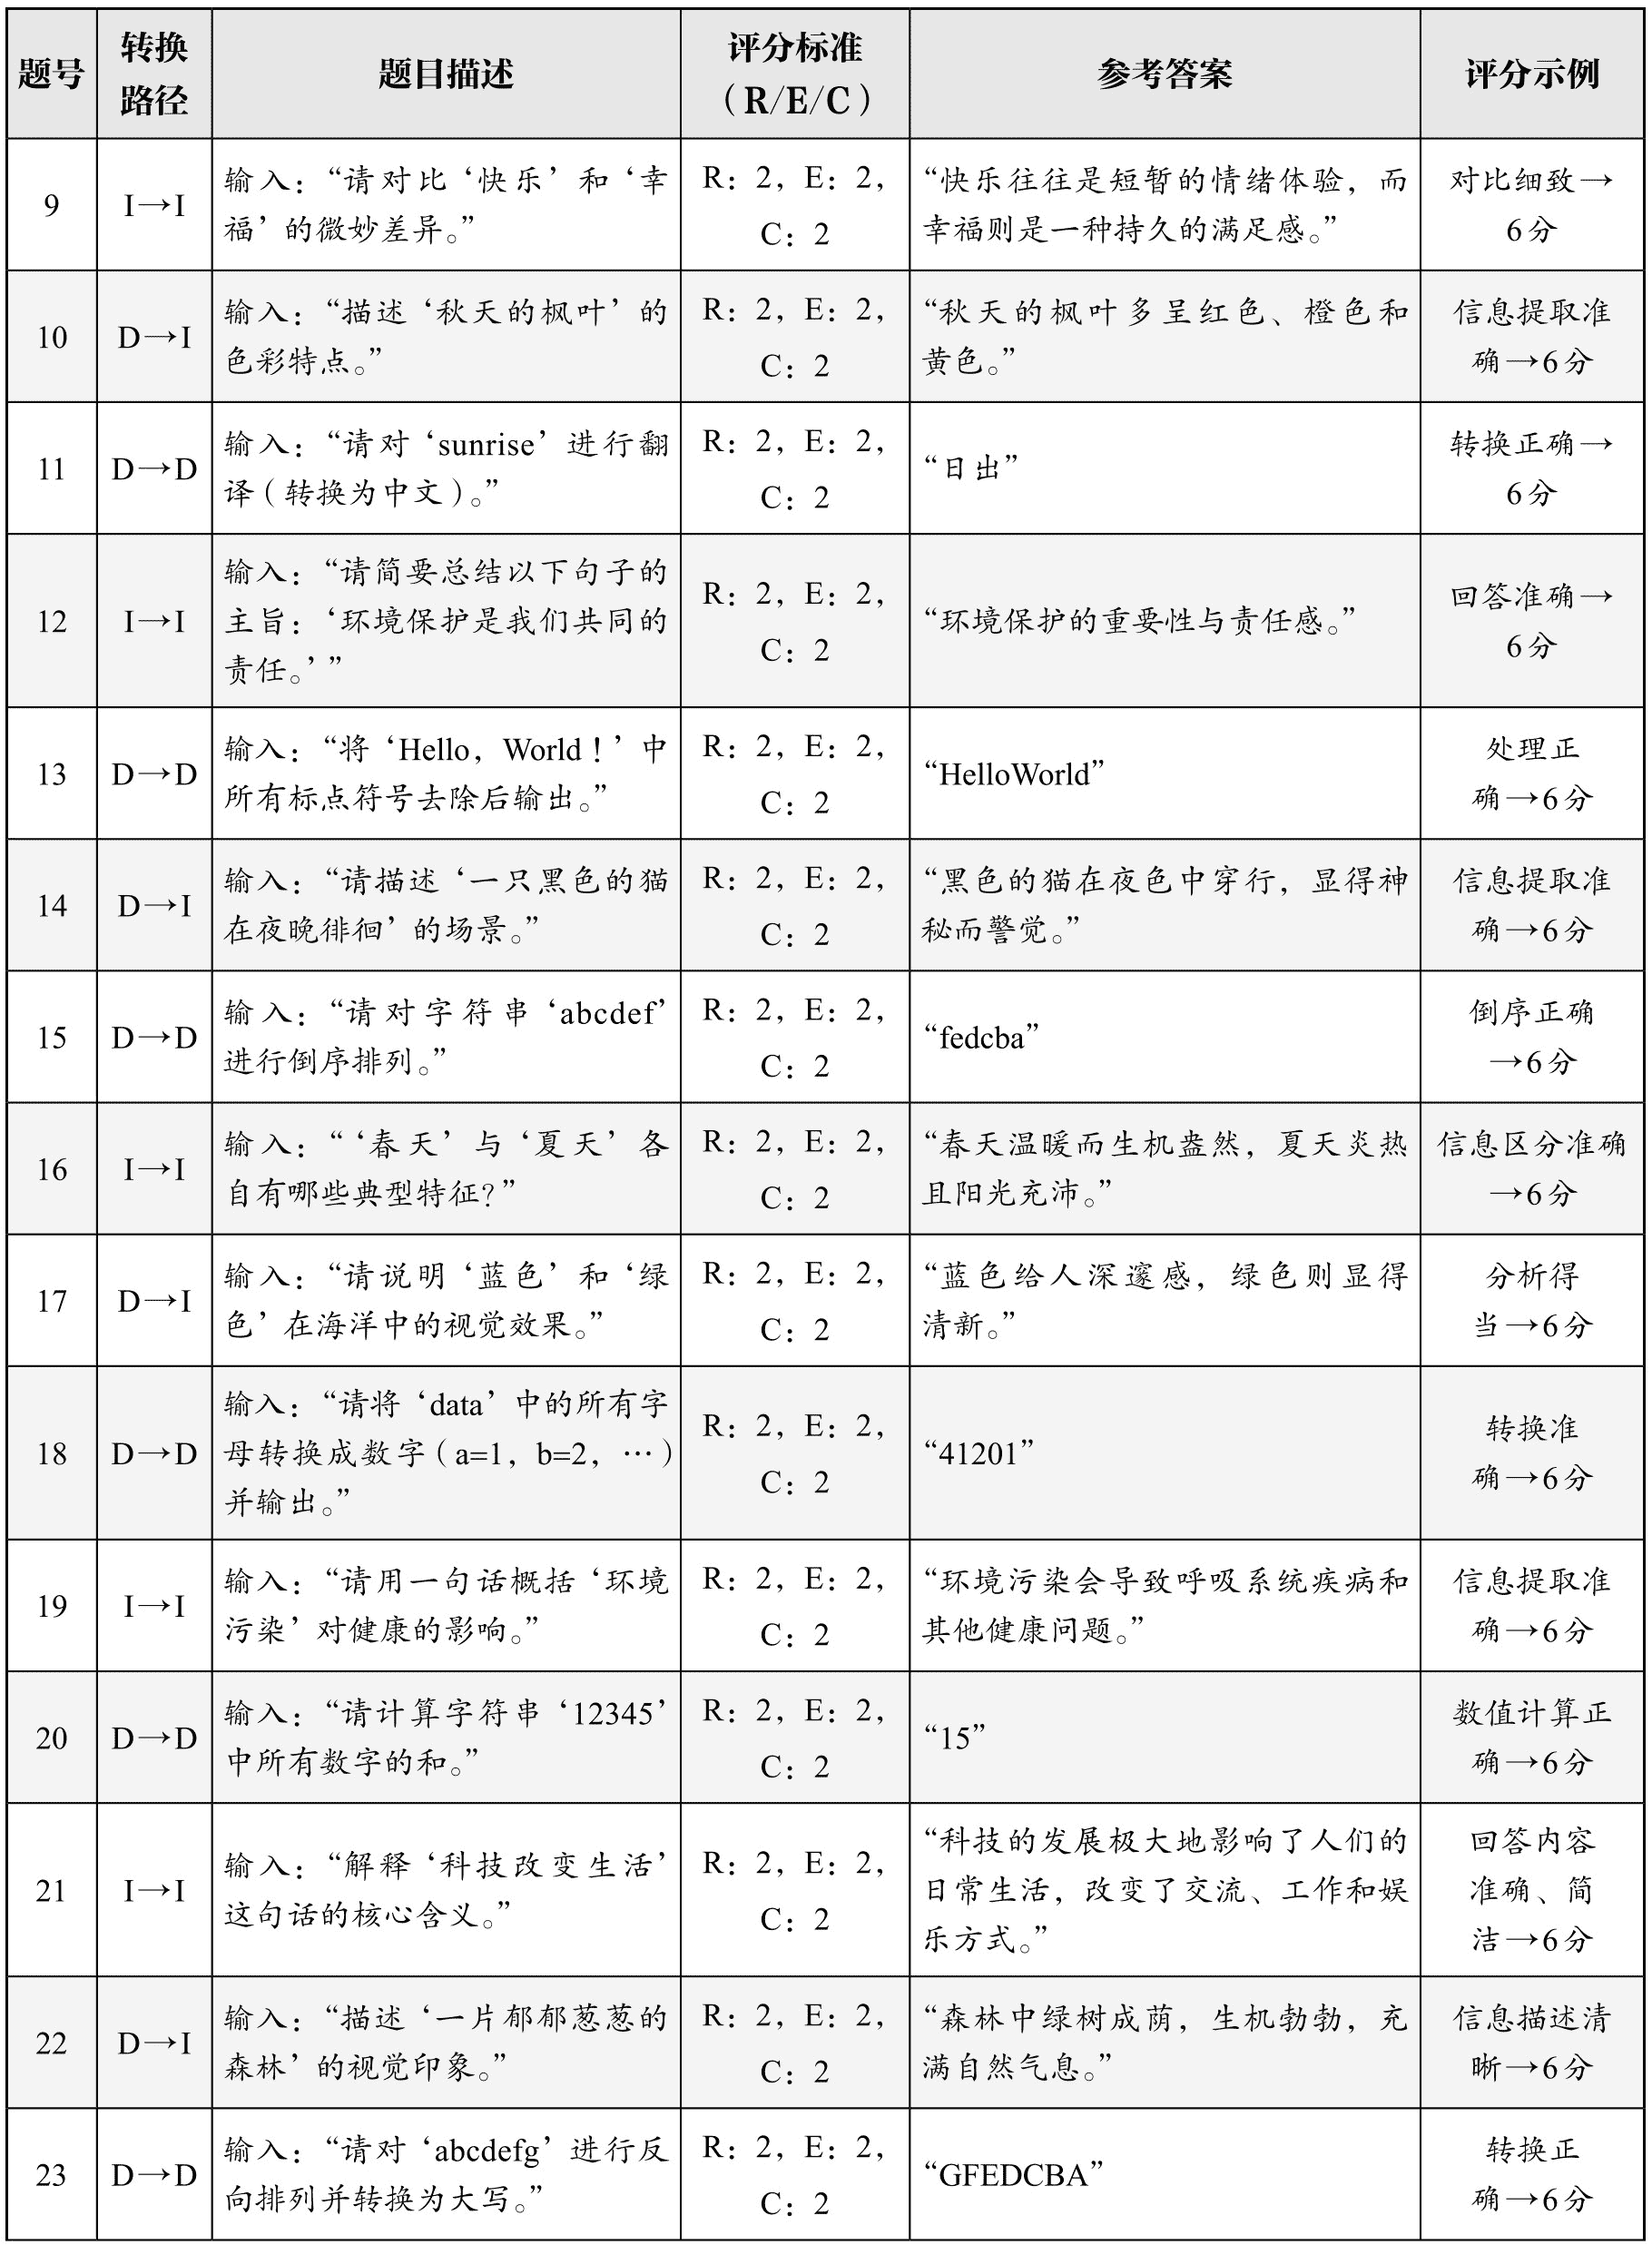 题号 转换路径 题目描述 评分标准（R/E/C） 参考答案 评分示例
9 I→I 输入：“请对比‘快乐’和‘幸
福’的微妙差异。” R：2，E：2，
C：2 “快乐往往是短暂的情绪体验，而
幸福则是一种持久的满足感。” 对比细致→
6分
10 D→I 输入：“描述‘秋天的枫叶’的
色彩特点。” R：2，E：2，
C：2 “秋天的枫叶多呈红色、橙色和
黄色。” 信息提取准
确→6分
11 D→D 输入：“请对‘sunrise’进行翻
译（转换为中文）。” R：2，E：2，
C：2 “日出” 转换正确→
6分
12 I→I 输入：“请简要总结以下句子的
主旨：‘环境保护是我们共同的
责任。’” R：2，E：2，
C：2 “环境保护的重要性与责任感。” 回答准确→
6分
13 D→D 输入：“将‘Hello，World！’中
所有标点符号去除后输出。” R：2，E：2，
C：2 “HelloWorld” 处理正
确→6分
14 D→I 输入：“请描述‘一只黑色的猫
在夜晚徘徊’的场景。” R：2，E：2，
C：2 “黑色的猫在夜色中穿行，显得神
秘而警觉。” 信息提取准
确→6分
15 D→D 输入：“请对字符串‘abcdef’
进行倒序排列。” R：2，E：2，
C：2 “fedcba” 倒序正确
→6分
16 I→I 输入：“‘春天’与‘夏天’各
自有哪些典型特征？” R：2，E：2，
C：2 “春天温暖而生机盎然，夏天炎热
且阳光充沛。” 信息区分准确
→6分
17 D→I 输入：“请说明‘蓝色’和‘绿
色’在海洋中的视觉效果。” R：2，E：2，
C：2 “蓝色给人深邃感，绿色则显得
清新。” 分析得
当→6分
18 D→D 输入：“请将‘data’中的所有字
母转换成数字（a=1，b=2，…）
并输出。” R：2，E：2，
C：2 “41201” 转换准
确→6分
19 I→I 输入：“请用一句话概括‘环境
污染’对健康的影响。” R：2，E：2，
C：2 “环境污染会导致呼吸系统疾病和
其他健康问题。” 信息提取准
确→6分
20 D→D 输入：“请计算字符串‘12345’
中所有数字的和。” R：2，E：2，
C：2 “15” 数值计算正
确→6分
21 I→I 输入：“解释‘科技改变生活’
这句话的核心含义。” R：2，E：2，
C：2 “科技的发展极大地影响了人们的
日常生活，改变了交流、工作和娱
乐方式。” 回答内容
准确、简
洁→6分
22 D→I 输入：“描述‘一片郁郁葱葱的
森林’的视觉印象。” R：2，E：2，
C：2 “森林中绿树成荫，生机勃勃，充
满自然气息。” 信息描述清
晰→6分
23 D→D 输入：“请对‘abcdefg’进行反
向排列并转换为大写。” R：2，E：2，
C：2 “GFEDCBA” 转换正
确→6分